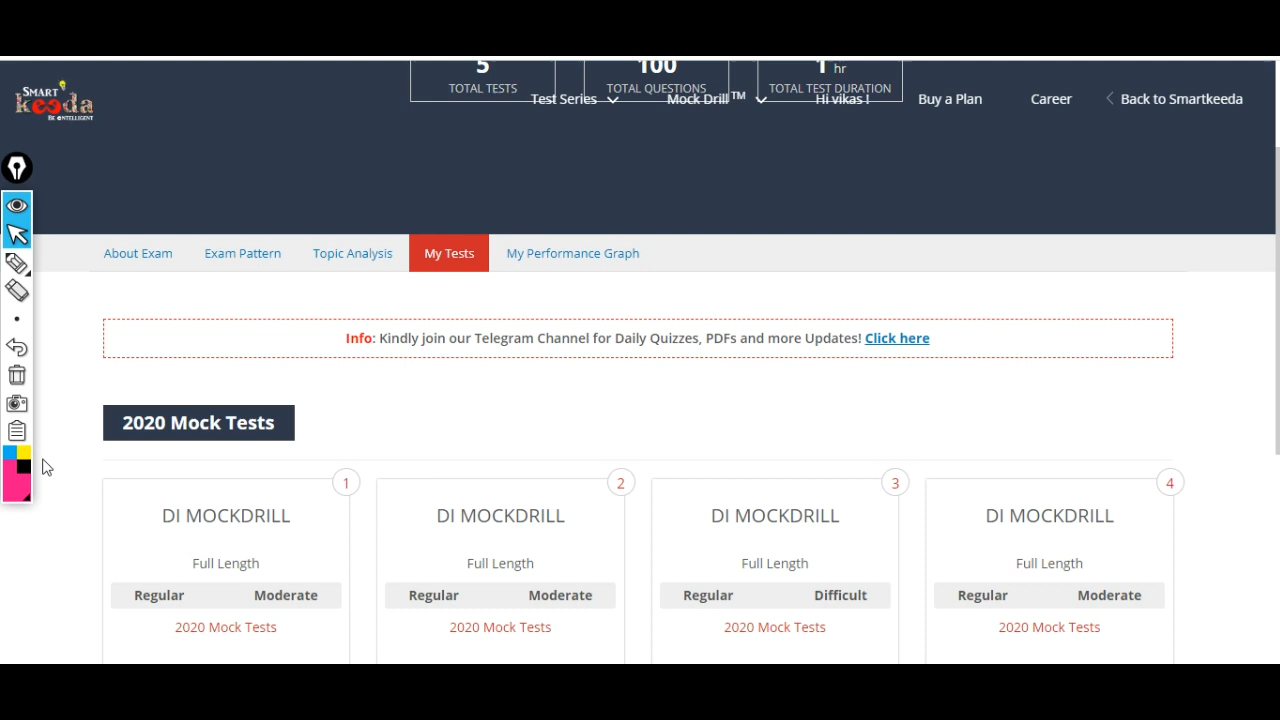 SMART
keeda
BE ENTELLIGENT
5
TOTAL TESTS
100
TOTAL QUESTIONS
1 hr
TOTAL TEST DURATION
Test Series
Mock Drill TM
Hi vikas !
Buy a Plan
Career
Back to Smartkeeda
About Exam
Exam Pattern
Topic Analysis
My Tests
My Performance Graph
Info: Kindly join our Telegram Channel for Daily Quizzes, PDFs and more Updates! Click here
2020 Mock Tests
1
DI MOCKDRILL
Full Length
Regular Moderate
2020 Mock Tests
2
DI MOCKDRILL
Full Length
Regular Moderate
2020 Mock Tests
3
DI MOCKDRILL
Full Length
Regular Difficult
2020 Mock Tests
4
DI MOCKDRILL
Full Length
Regular Moderate
2020 Mock Tests